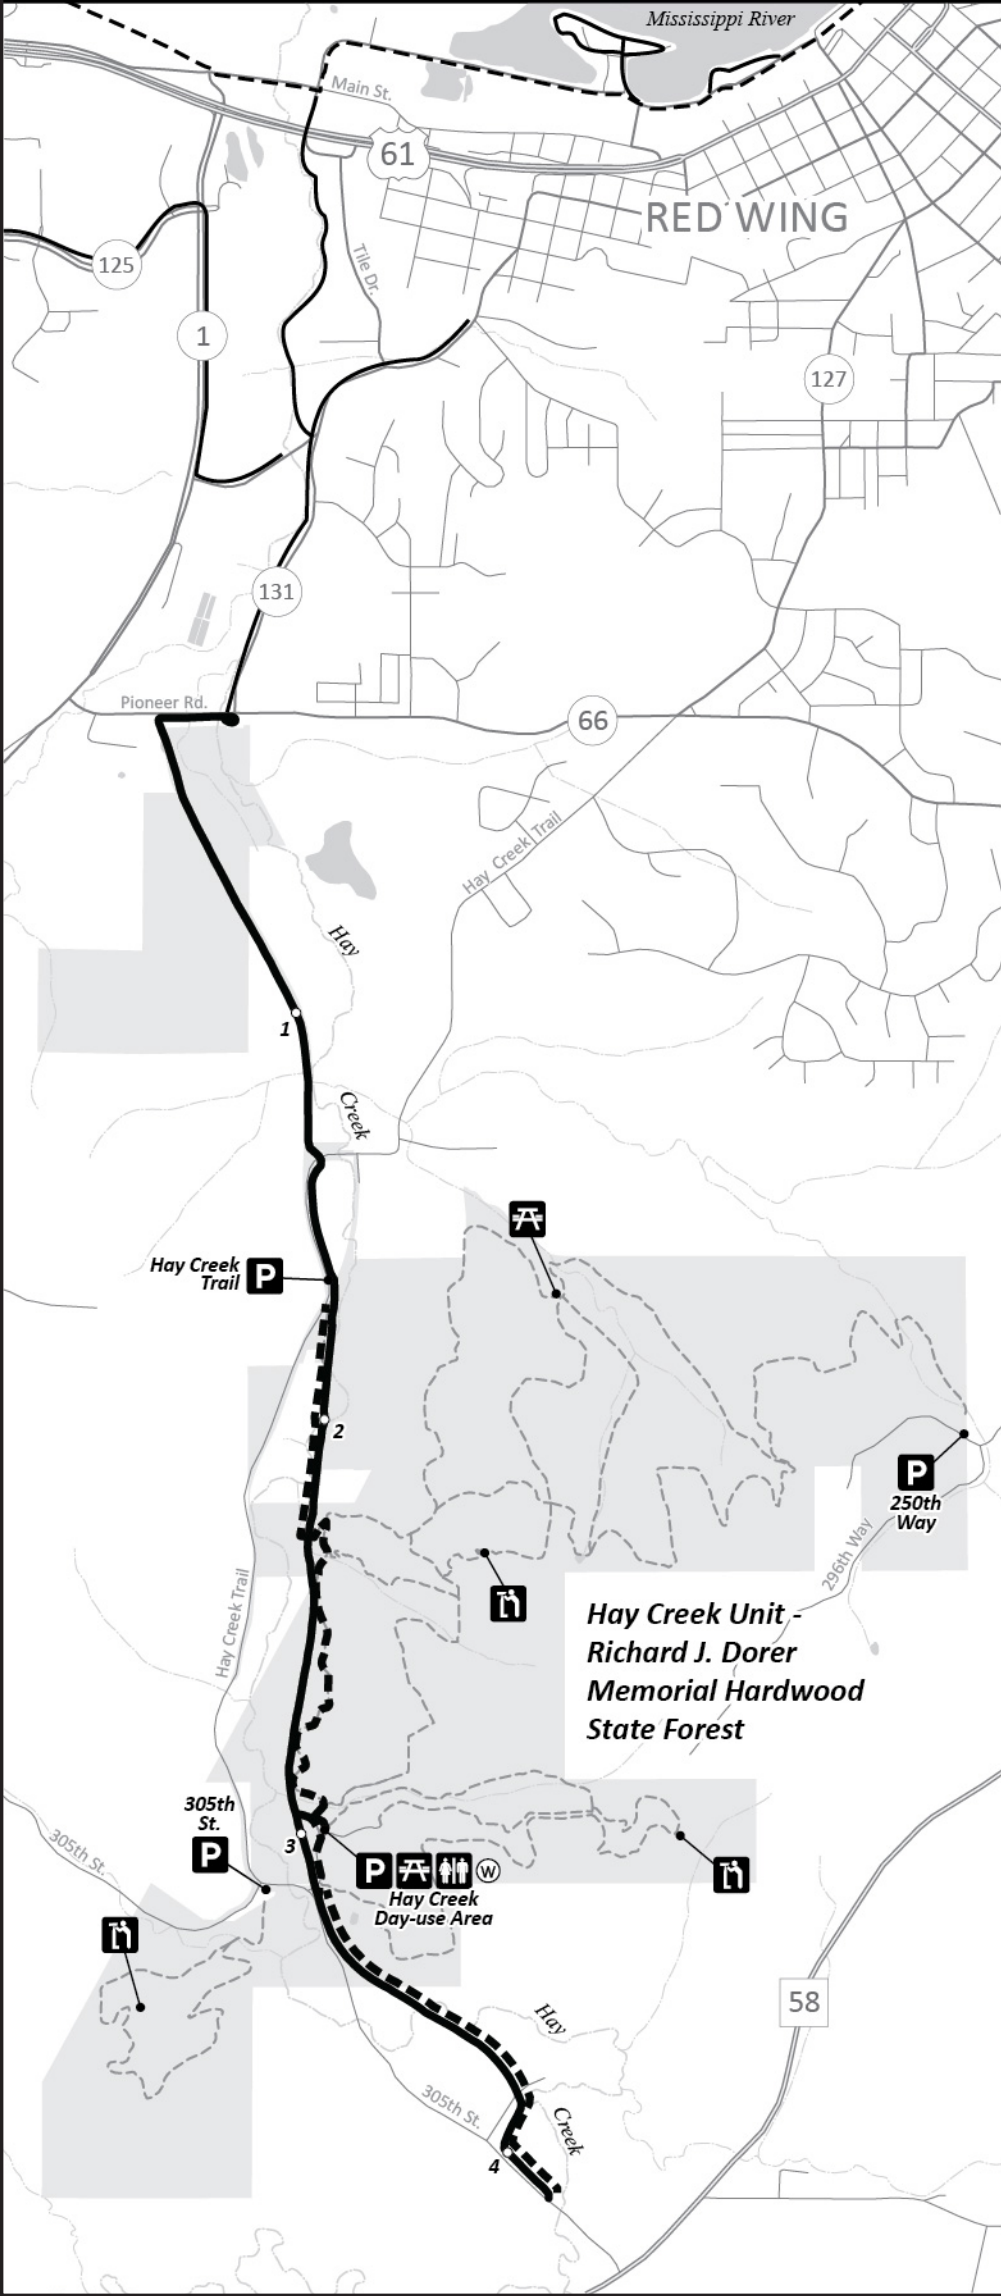 Mississippi River
Main St.
61
RED WING
125
Tile Dr.
1
127
131
Pioneer Rd.
66
Hay Creek Trail
Hay
1
Creek
Hay Creek
Trail
P
2
P
250th
Way
296th Way
Hay Creek Trail
Hay Creek Unit -
Richard J. Dorer
Memorial Hardwood
State Forest
305th
St.
P
305th St.
3
P
W
Hay Creek
Day-use Area
58
Hay
305th St.
Creek
4